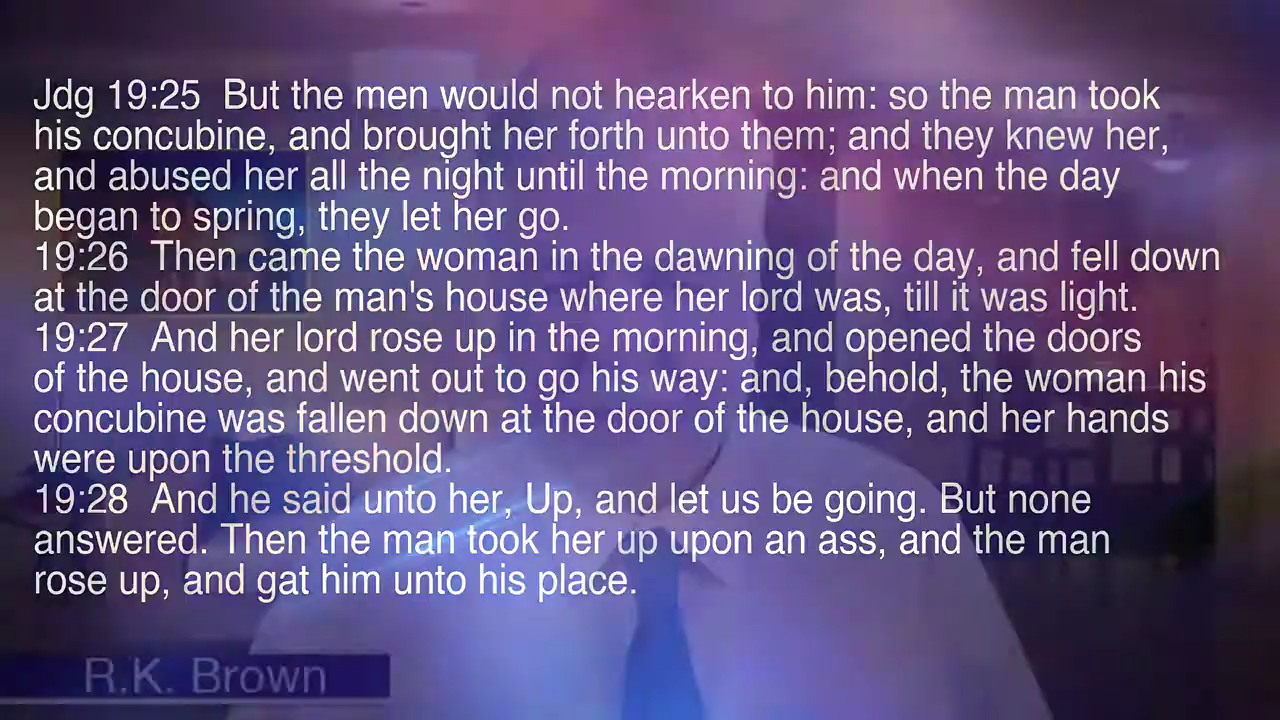 Jdg 19:25  But the men would not hearken to him: so the man took
his concubine, and brought her forth unto them; and they knew her,
and abused her all the night until the morning: and when the day
began to spring, they let her go.
19:26  Then came the woman in the dawning of the day, and fell down
at the door of the man's house where her lord was, till it was light.
19:27  And her lord rose up in the morning, and opened the doors
of the house, and went out to go his way: and, behold, the woman his
concubine was fallen down at the door of the house, and her hands
were upon the threshold.
19:28  And he said unto her, Up, and let us be going. But none
answered. Then the man took her up upon an ass, and the man
rose up, and gat him unto his place.
R.K. Brown